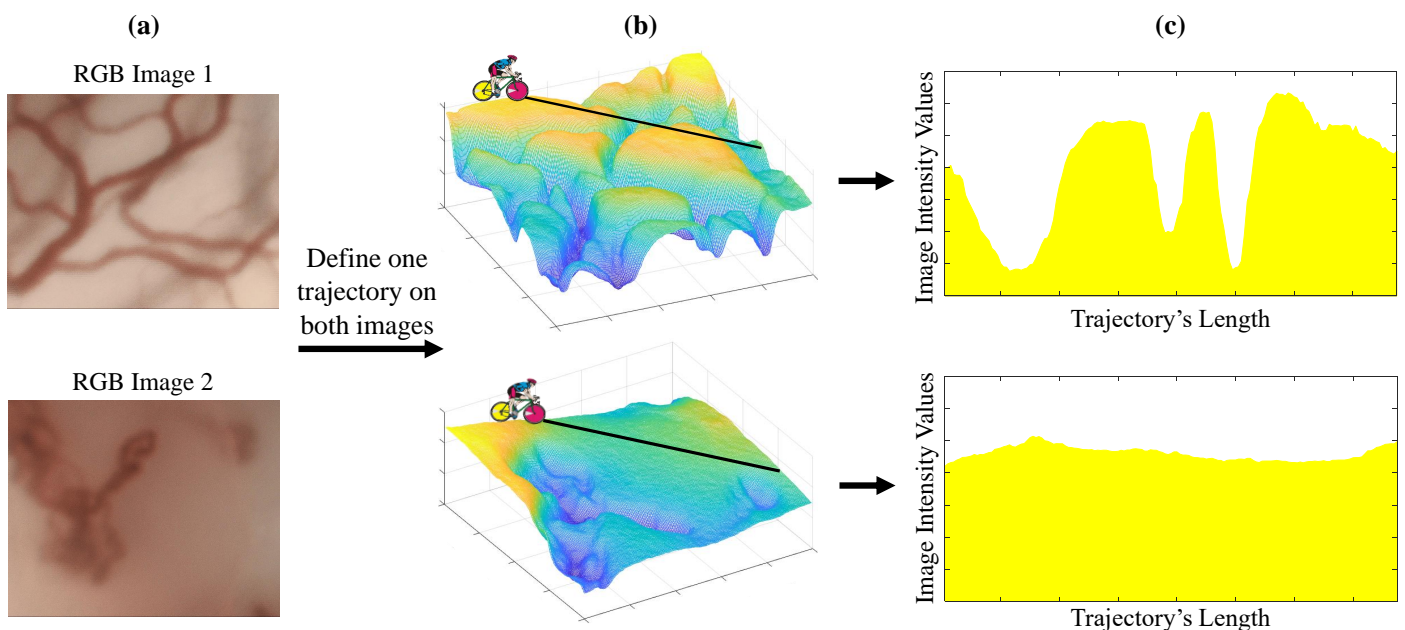 (a)
(b)
(c)
RGB Image 1
Define one
trajectory on
both images
RGB Image 2
Image Intensity Values
Trajectory's Length
Image Intensity Values
Trajectory's Length